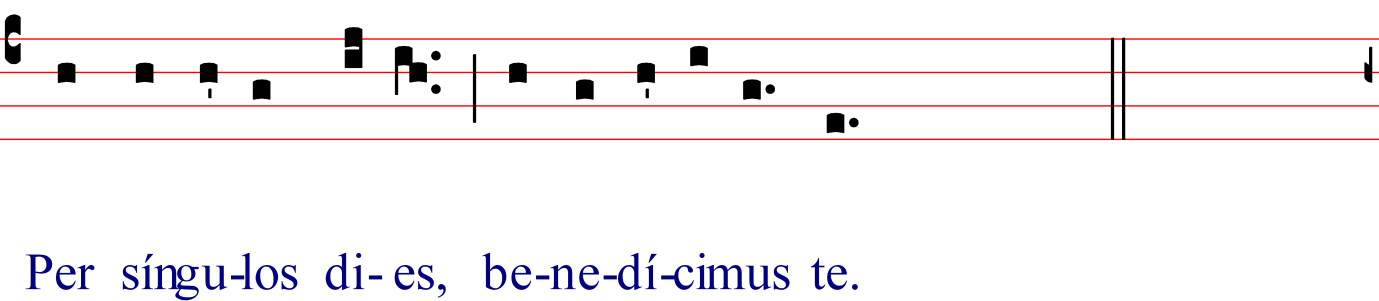 Per síngu-los di- es, be-ne-dí-cimus te.